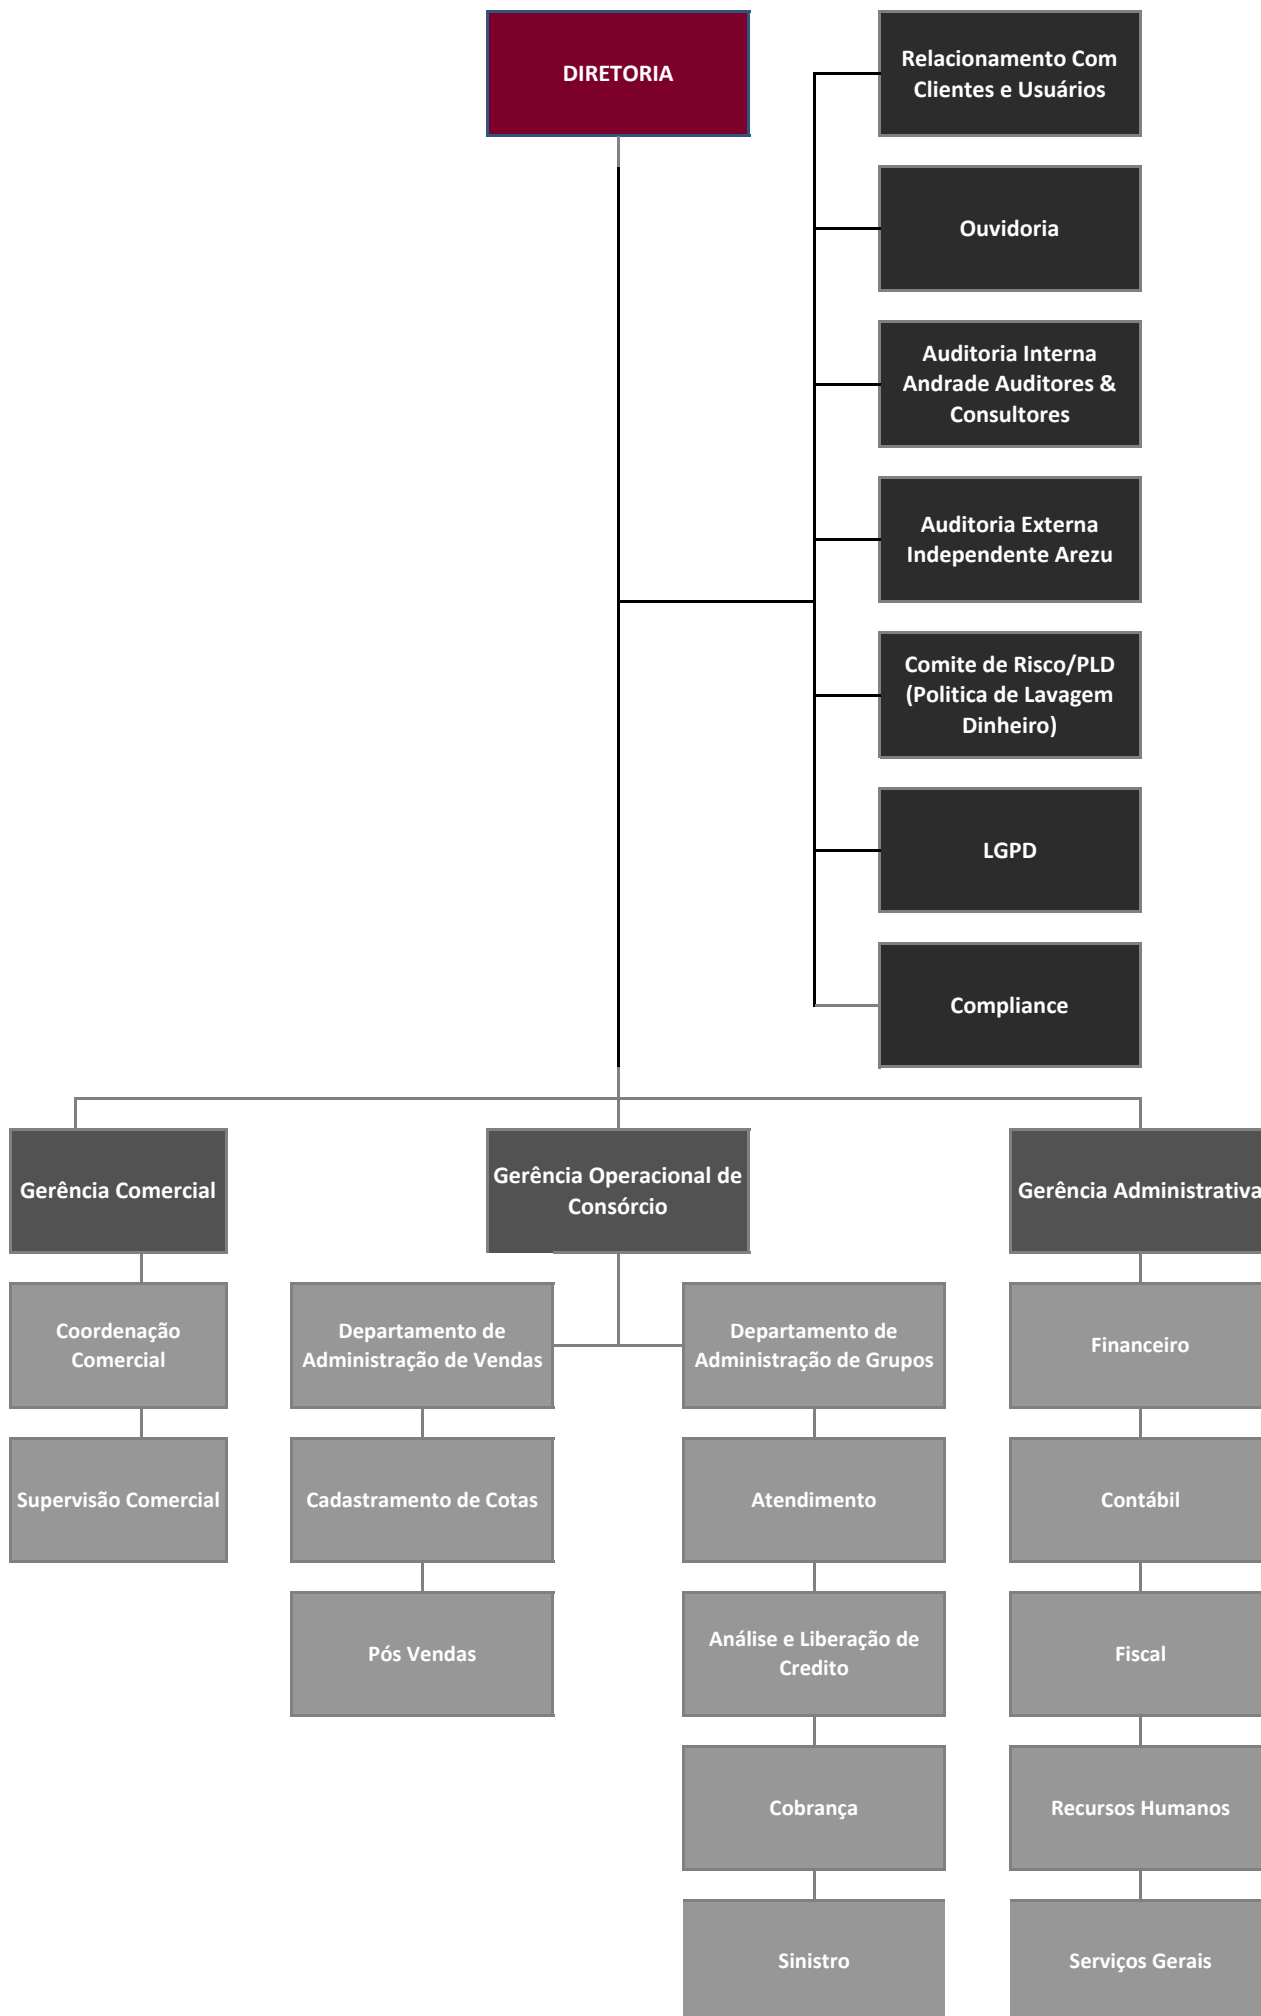 DIRETORIA
Relacionamento Com
Clientes e Usuários
Ouvidoria
Auditoria Interna
Andrade Auditores &
Consultores
Auditoria Externa
Independente Arezu
Comite de Risco/PLD
(Politica de Lavagem
Dinheiro)
LGPD
Compliance
Gerência Comercial
Gerência Operacional de
Consórcio
Gerência Administrativa
Coordenação
Comercial
Departamento de
Administração de Vendas
Departamento de
Administração de Grupos
Financeiro
Supervisão Comercial
Cadastramento de Cotas
Atendimento
Contábil
Pós Vendas
Análise e Liberação de
Credito
Fiscal
Cobrança
Recursos Humanos
Sinistro
Serviços Gerais